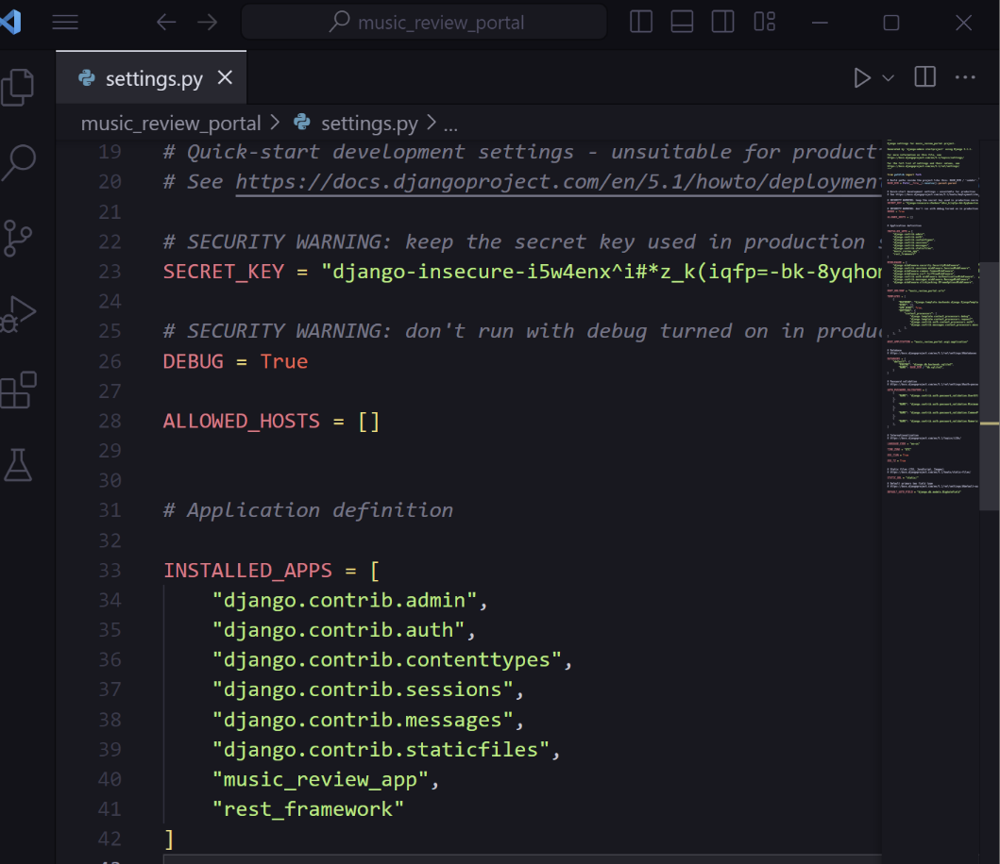 music_review_portal
settings.py
music_review_portal > settings.py > ...
19 # Quick-start development settings - unsuitable for product
20 # See https://docs.djangoproject.com/en/5.1/howto/deployment
21
22 # SECURITY WARNING: keep the secret key used in production s
23 SECRET_KEY = "django-insecure-i5w4enx^i#*z_k(iqfp=-bk-8yqhon
24
25 # SECURITY WARNING: don't run with debug turned on in produc
26 DEBUG = True
27
28 ALLOWED_HOSTS = []
29
30
31 # Application definition
32
33 INSTALLED_APPS = [
34 "django.contrib.admin",
35 "django.contrib.auth",
36 "django.contrib.contenttypes",
37 "django.contrib.sessions",
38 "django.contrib.messages",
39 "django.contrib.staticfiles",
40 "music_review_app",
41 "rest_framework"
42 ]